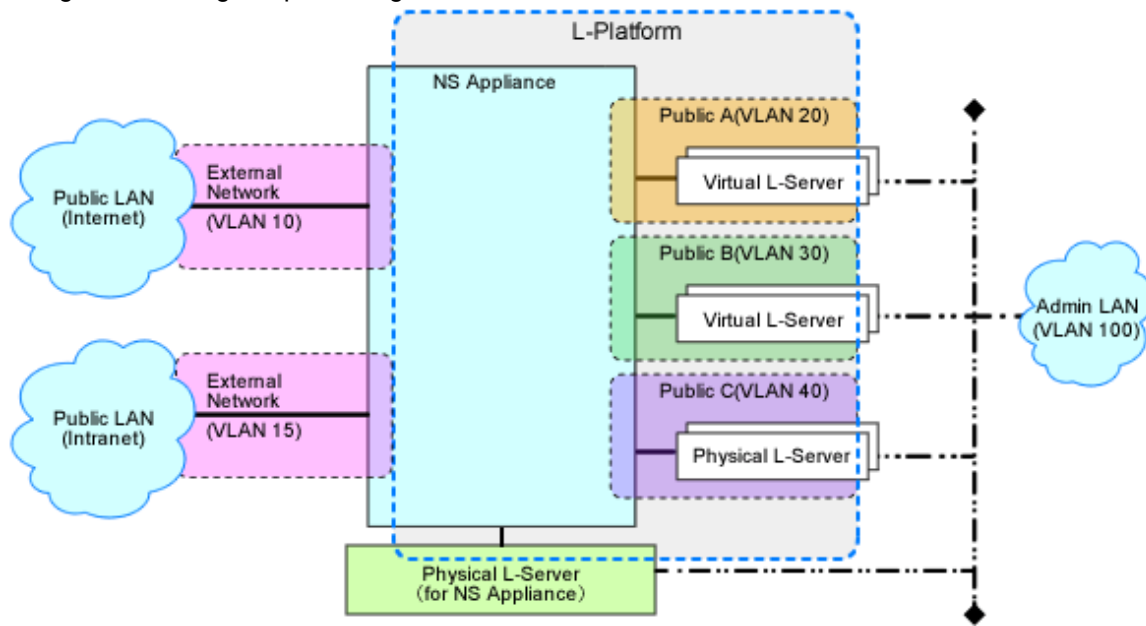 L-Platform
NS Appliance
Public A(VLAN 20)
Virtual L-Server
External
Network
(VLAN 10)
Public LAN
(Internet)
Public B(VLAN 30)
Virtual L-Server
Admin LAN
(VLAN 100)
External
Network
(VLAN 15)
Public LAN
(Intranet)
Public C(VLAN 40)
Physical L-Server
Physical L-Server
(for NS Appliance)